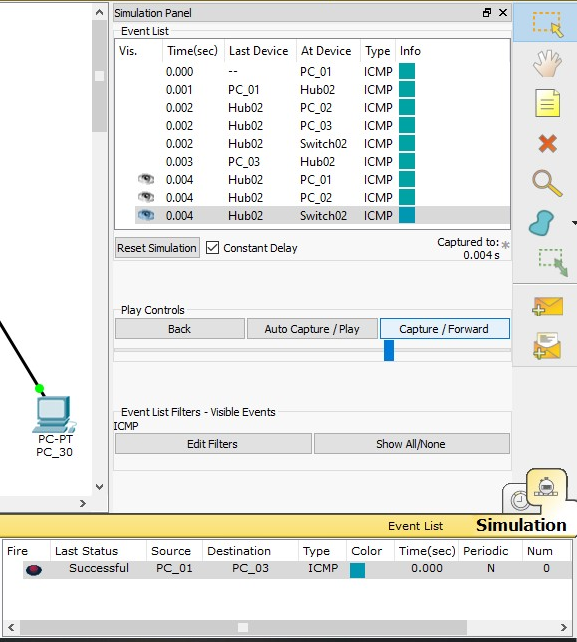 Simulation Panel
Event List
Vis. Time(sec) Last Device At Device Type Info
0.000 -- PC_01 ICMP
0.001 PC_01 Hub02 ICMP
0.002 Hub02 PC_02 ICMP
0.002 Hub02 PC_03 ICMP
0.002 Hub02 Switch02 ICMP
0.003 PC_03 Hub02 ICMP
0.004 Hub02 PC_01 ICMP
0.004 Hub02 PC_02 ICMP
0.004 Hub02 Switch02 ICMP
Reset Simulation Constant Delay Captured to: *
0.004 s
Play Controls
Back Auto Capture / Play Capture / Forward
PC-PT
PC_30
Event List Filters - Visible Events
ICMP
Edit Filters Show All/None
Event List Simulation
Fire Last Status Source Destination Type Color Time(sec) Periodic Num
Successful PC_01 PC_03 ICMP 0.000 N 0